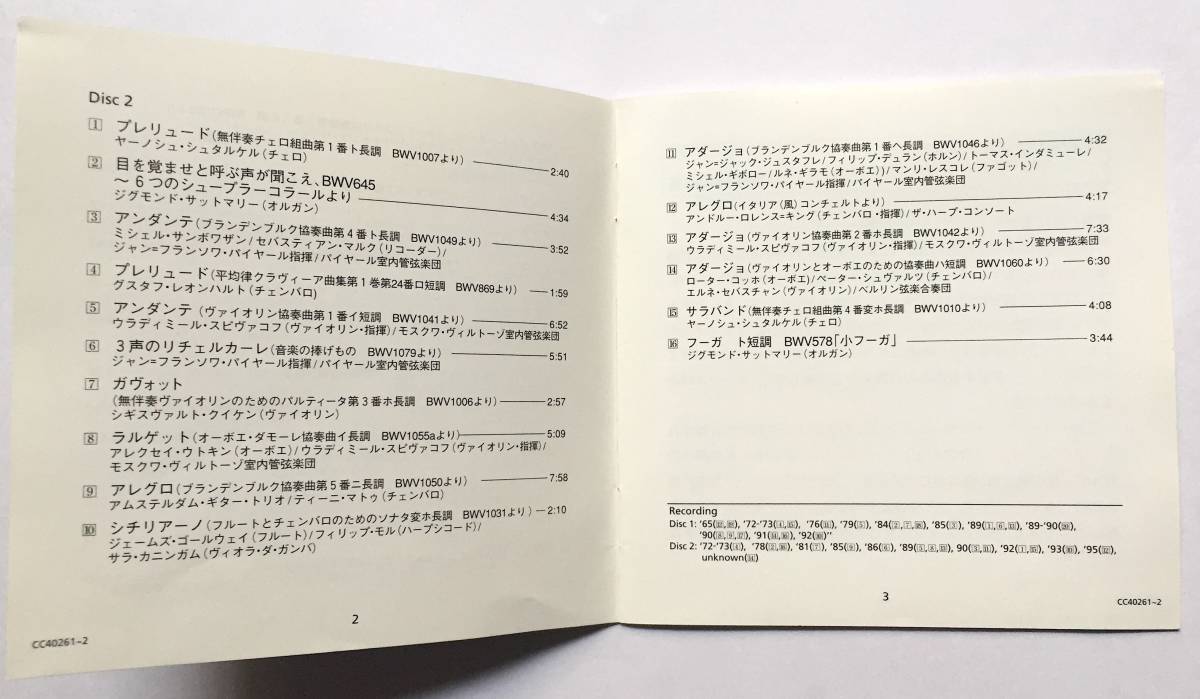 Disc 2
1 プレリュード(無伴奏チェロ組曲第1番ト長調 BWV1007より) 2:40
ヤーノシュ・シュタルケル(チェロ)
2 目を覚ませと呼ぶ声が聞こえ、BWV645
〜6つのシューブラーコラールより 4:34
ジグモンド・サットマリー(オルガン)
3 アンダンテ(ブランデンブルク協奏曲第4番ト長調 BWV1049より) 3:52
ミシェル・サンボワザン/セバスティアン・マルク(リコーダー)/
ジャン=フランソワ・パイヤール指揮/パイヤール室内管弦楽団
4 プレリュード(平均律クラヴィーア曲集第1巻第24番ロ短調 BWV869より) 1:59
グスタフ・レオンハルト(チェンバロ)
5 アンダンテ(ヴァイオリン協奏曲第1番イ短調 BWV1041より) 6:52
ウラディミール・スピヴァコフ(ヴァイオリン・指揮)/モスクワ・ヴィルトーゾ室内管弦楽団
6 3声のリチェルカーレ(音楽の捧げもの BWV1079より) 5:51
ジャン=フランソワ・パイヤール指揮/パイヤール室内管弦楽団
7 ガヴォット
(無伴奏ヴァイオリンのためのパルティータ第3番ホ長調 BWV1006より) 2:57
シギスヴァルト・クイケン(ヴァイオリン)
8 ラルゲット(オーボエ・ダモーレ協奏曲イ長調 BWV1055aより) 5:09
アレクセイ・ウトキン(オーボエ)/ウラディミール・スピヴァコフ(ヴァイオリン・指揮)/
モスクワ・ヴィルトーゾ室内管弦楽団
9 アレグロ(ブランデンブルク協奏曲第5番ニ長調 BWV1050より) 7:58
アムステルダム・ギター・トリオ/ティーニ・マトゥ(チェンバロ)
10 シチリアーノ(フルートとチェンバロのためのソナタ変ホ長調 BWV1031より) 2:10
ジェームズ・ゴールウェイ(フルート)/フィリップ・モル(ハープシコード)/
サラ・カニンガム(ヴィオラ・ダ・ガンバ)
2
CC40261~2
11 アダージョ(ブランデンブルク協奏曲第1番ヘ長調 BWV1046より) 4:32
ジャン=ジャック・ジュスタフレ/フィリップ・デュラン(ホルン)/トーマス・インダミューレ/
ミシェル・ギボロー/ルネ・ギラモ(オーボエ))/マンリ・レスコレ(ファゴット)/
ジャン=フランソワ・パイヤール指揮/パイヤール室内管弦楽団
12 アレグロ(イタリア(風)コンチェルトより) 4:17
アンドルー・ロレンス=キング(チェンバロ・指揮)/ザ・ハープ・コンソート
13 アダージョ(ヴァイオリン協奏曲第2番ホ長調 BWV1042より) 7:33
ウラディミール・スピヴァコフ(ヴァイオリン・指揮)/モスクワ・ヴィルトーゾ室内管弦楽団
14 アダージョ(ヴァイオリンとオーボエのための協奏曲ハ短調 BWV1060より) 6:30
ローター・コッホ(オーボエ)/ペーター・シュヴァルツ(チェンバロ)/
エルネ・セバスチャン(ヴァイオリン)/ベルリン弦楽合奏団
15 サラバンド(無伴奏チェロ組曲第4番変ホ長調 BWV1010より) 4:08
ヤーノシュ・シュタルケル(チェロ)
16 フーガ ト短調 BWV578「小フーガ」 3:44
ジグモンド・サットマリー(オルガン)
Recording
Disc 1: '65 '72-'73 '76 '79 '84 '85 '89 '89-'90
'90 '91 '92
Disc 2: '72-'73 '78 '81 '85 '86 '89 90 '92 '93 '95
unknown
3
CC40261~2